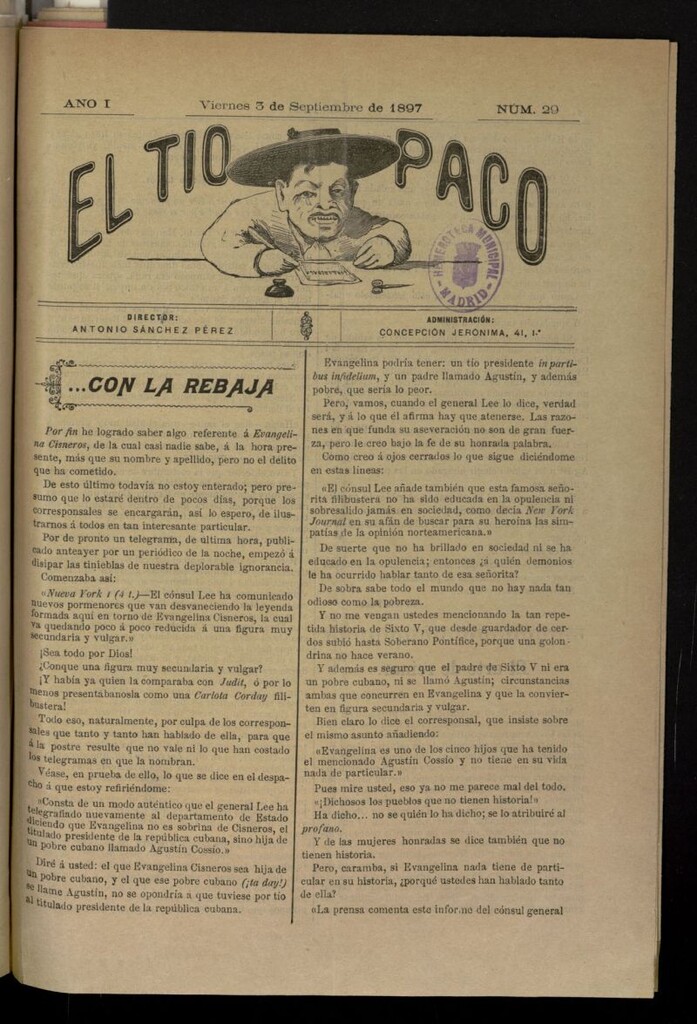 AÑO I
Viernes 3 de Septiembre de 1897
NÚM. 29
EL TIO PACO
HEMEROTECA MUNICIPAL
MADRID
DIRECTOR:
ANTONIO SÁNCHEZ PÉREZ
ADMINISTRACIÓN:
CONCEPCIÓN JERÓNIMA, 41, 1.º
...CON LA REBAJA
Por fin he logrado saber algo referente á Evangeli-
na Cisneros, de la cual casi nadie sabe, á la hora pre-
sente, más que su nombre y apellido, pero no el delito
que ha cometido.
De esto último todavía no estoy enterado; pero pre-
sumo que lo estaré dentro de pocos días, porque los
corresponsales se encargarán, así lo espero, de ilus-
trarnos á todos en tan interesante particular.
Por de pronto un telegrama, de última hora, publi-
cado anteayer por un periódico de la noche, empezó á
disipar las tinieblas de nuestra deplorable ignorancia.
Comenzaba así:
«Nueva York 1 (4 t.)—El cónsul Lee ha comunicado
nuevos pormenores que van desvaneciendo la leyenda
formada aquí en torno de Evangelina Cisneros, la cual
va quedando poco á poco reducida á una figura muy
secundaria y vulgar.»
¡Sea todo por Dios!
¿Conque una figura muy secundaria y vulgar?
¡Y había ya quien la comparaba con Judit, ó por lo
menos presentábanosla como una Carlota Corday fili-
bustera!
Todo eso, naturalmente, por culpa de los correspon-
sales que tanto y tanto han hablado de ella, para que
á la postre resulte que no vale ni lo que han costado
los telegramas en que la nombran.
Véase, en prueba de ello, lo que se dice en el despa-
cho á que estoy refiriéndome:
«Consta de un modo auténtico que el general Lee ha
telegrafiado nuevamente al departamento de Estado
diciendo que Evangelina no es sobrina de Cisneros, el
titulado presidente de la república cubana, sino hija de
un pobre cubano llamado Agustín Cossío.»
Diré á usted: el que Evangelina Cisneros sea hija de
un pobre cubano, y el que ese pobre cubano (¡ta day!)
se llame Agustín, no se opondría a que tuviese por tío
al titulado presidente de la república cubana.
Evangelina podría tener: un tío presidente in parti-
bus infidelium, y un padre llamado Agustín, y además
pobre, que sería lo peor.
Pero, vamos, cuando el general Lee lo dice, verdad
será, y á lo que él afirma hay que atenerse. Las razo-
nes en que funda su aseveración no son de gran fuer-
za, pero le creo bajo la fe de su honrada palabra.
Como creo á ojos cerrados lo que sigue diciéndome
en estas líneas:
«El cónsul Lee añade también que esta famosa seño-
rita filibustera no ha sido educada en la opulencia ni
sobresalido jamás en sociedad, como decía New York
Journal en su afán de buscar para su heroína las sim-
patías de la opinión norteamericana.»
De suerte que no ha brillado en sociedad ni se ha
educado en la opulencia; entonces ¿á quién demonios
le ha ocurrido hablar tanto de esa señorita?
De sobra sabe todo el mundo que no hay nada tan
odioso como la pobreza.
Y no me vengan ustedes mencionando la tan repe-
tida historia de Sixto V, que desde guardador de cer-
dos subió hasta Soberano Pontífice, porque una golon-
drina no hace verano.
Y además es seguro que el padre de Sixto V ni era
un pobre cubano, ni se llamó Agustín; circunstancias
ambas que concurren en Evangelina y que la convier-
ten en figura secundaria y vulgar.
Bien claro lo dice el corresponsal, que insiste sobre
el mismo asunto añadiendo:
«Evangelina es uno de los cinco hijos que ha tenido
el mencionado Agustín Cossío y no tiene en su vida
nada de particular.»
Pues mire usted, eso ya no me parece mal del todo.
«¡Dichosos los pueblos que no tienen historia!»
Ha dicho... no se quién lo ha dicho; se lo atribuiré al
profano.
Y de las mujeres honradas se dice también que no
tienen historia.
Pero, caramba, si Evangelina nada tiene de parti-
cular en su historia, ¿porqué ustedes han hablado tanto
de ella?
«La prensa comenta este informe del cónsul general